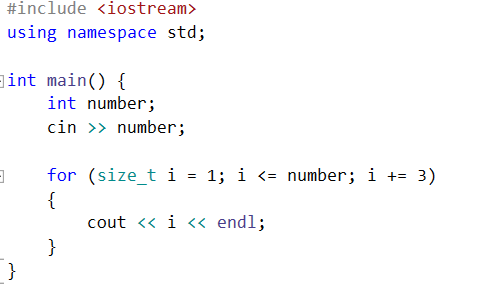 #include <iostream>
using namespace std;

int main() {
    int number;
    cin >> number;

    for (size_t i = 1; i <= number; i += 3)
    {
        cout << i << endl;
    }
}